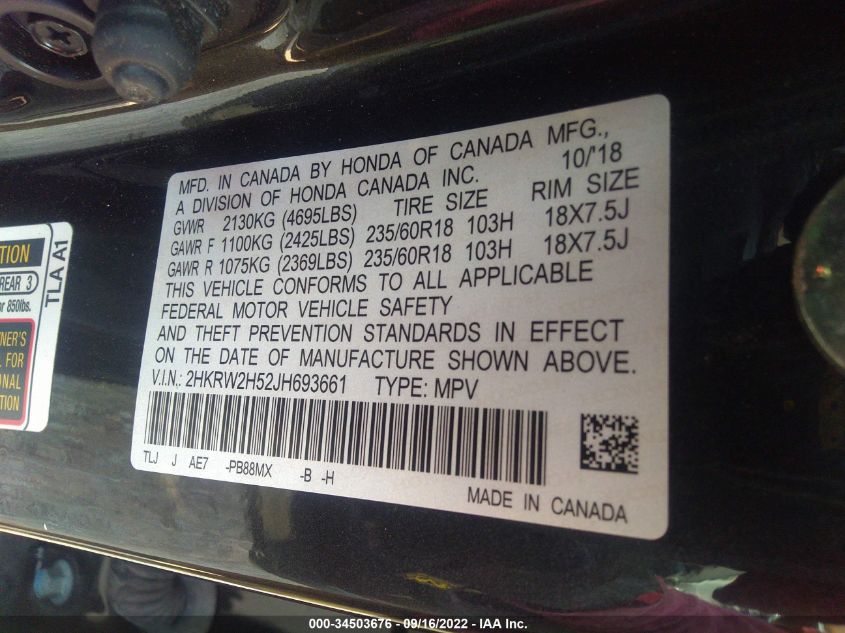 MFD. IN CANADA BY HONDA OF CANADA MFG.,
A DIVISION OF HONDA CANADA INC. 10/'18
GVWR 2130KG (4695LBS) TIRE SIZE RIM SIZE
GAWR F 1100KG (2425LBS) 235/60R18 103H 18X7.5J
GAWR R 1075KG (2369LBS) 235/60R18 103H 18X7.5J
THIS VEHICLE CONFORMS TO ALL APPLICABLE
FEDERAL MOTOR VEHICLE SAFETY
AND THEFT PREVENTION STANDARDS IN EFFECT
ON THE DATE OF MANUFACTURE SHOWN ABOVE.
V.I.N.: 2HKRW2H52JH693661 TYPE: MPV
TLJ J AE7 -PB88MX -B -H
MADE IN CANADA
REAR 3
850lbs.
FOR
TLA A1
000-34503676 - 09/16/2022 - IAA Inc.